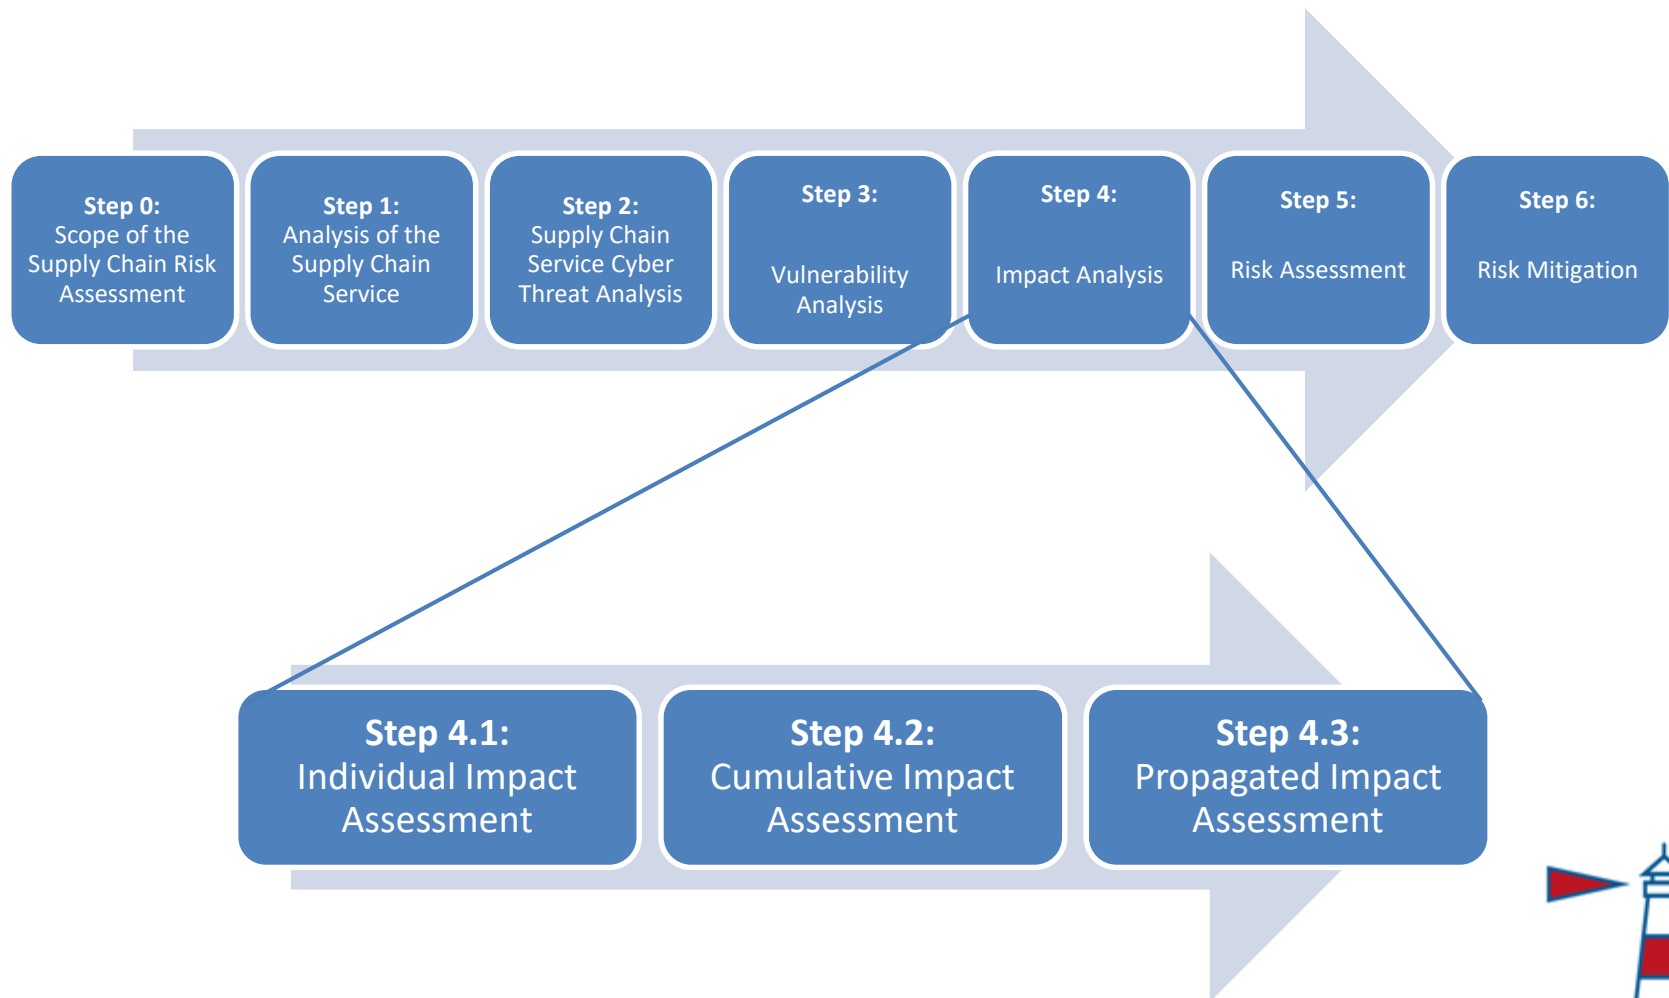 Step 0:
Scope of the
Supply Chain Risk
Assessment
Step 1:
Analysis of the
Supply Chain
Service
Step 2:
Supply Chain
Service Cyber
Threat Analysis
Step 3:
Vulnerability
Analysis
Step 4:
Impact Analysis
Step 5:
Risk Assessment
Step 6:
Risk Mitigation
Step 4.1:
Individual Impact
Assessment
Step 4.2:
Cumulative Impact
Assessment
Step 4.3:
Propagated Impact
Assessment